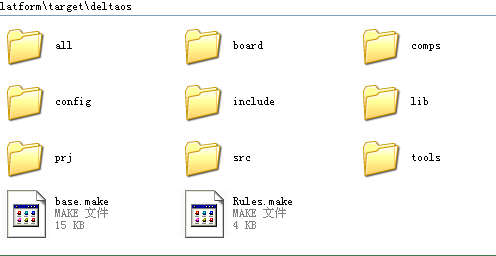 latform\target\deltaos
all
board
comps
config
include
lib
prj
src
tools
base.make
MAKE 文件
15 KB
Rules.make
MAKE 文件
4 KB